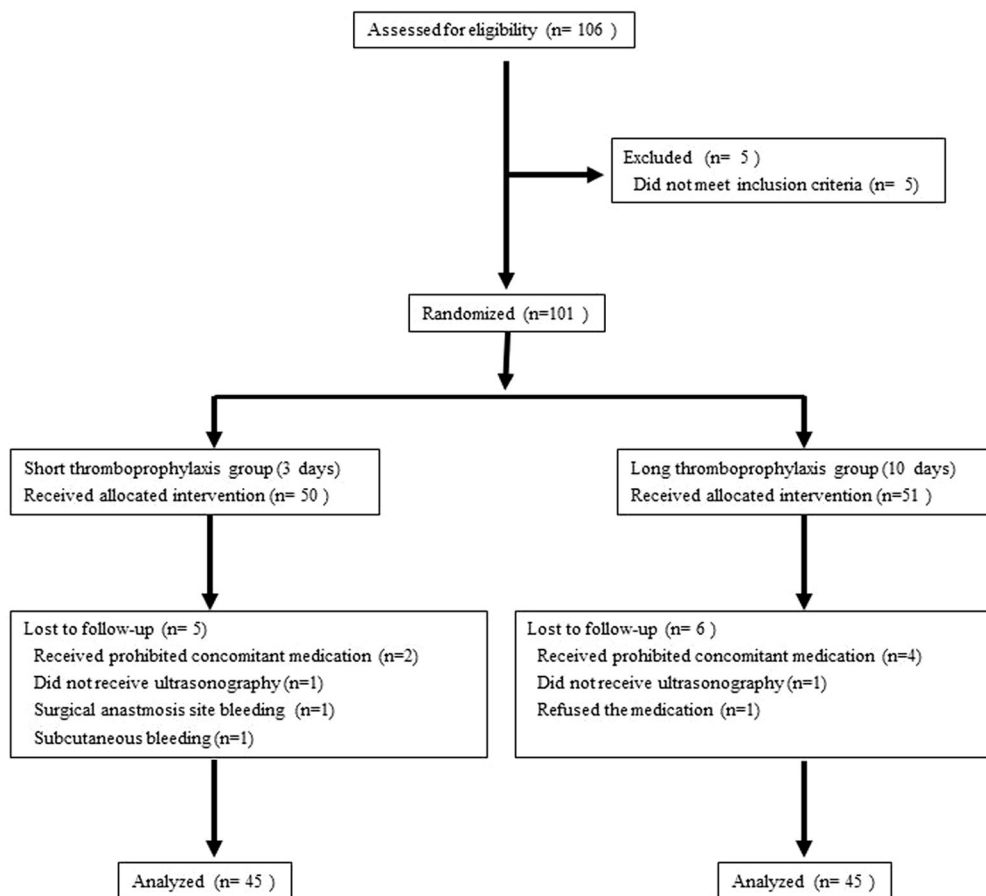 Assessed for eligibility (n= 106 )
Excluded (n= 5 )
Did not meet inclusion criteria (n= 5)
Randomized (n=101 )
Short thromboprophylaxis group (3 days)
Received allocated intervention (n= 50 )
Long thromboprophylaxis group (10 days)
Received allocated intervention (n=51 )
Lost to follow-up (n= 5)
Received prohibited concomitant medication (n=2)
Did not receive ultrasonography (n=1)
Surgical anastmosis site bleeding (n=1)
Subcutaneous bleeding (n=1)
Lost to follow-up (n= 6 )
Received prohibited concomitant medication (n=4)
Did not receive ultrasonography (n=1)
Refused the medication (n=1)
Analyzed (n= 45 )
Analyzed (n= 45 )